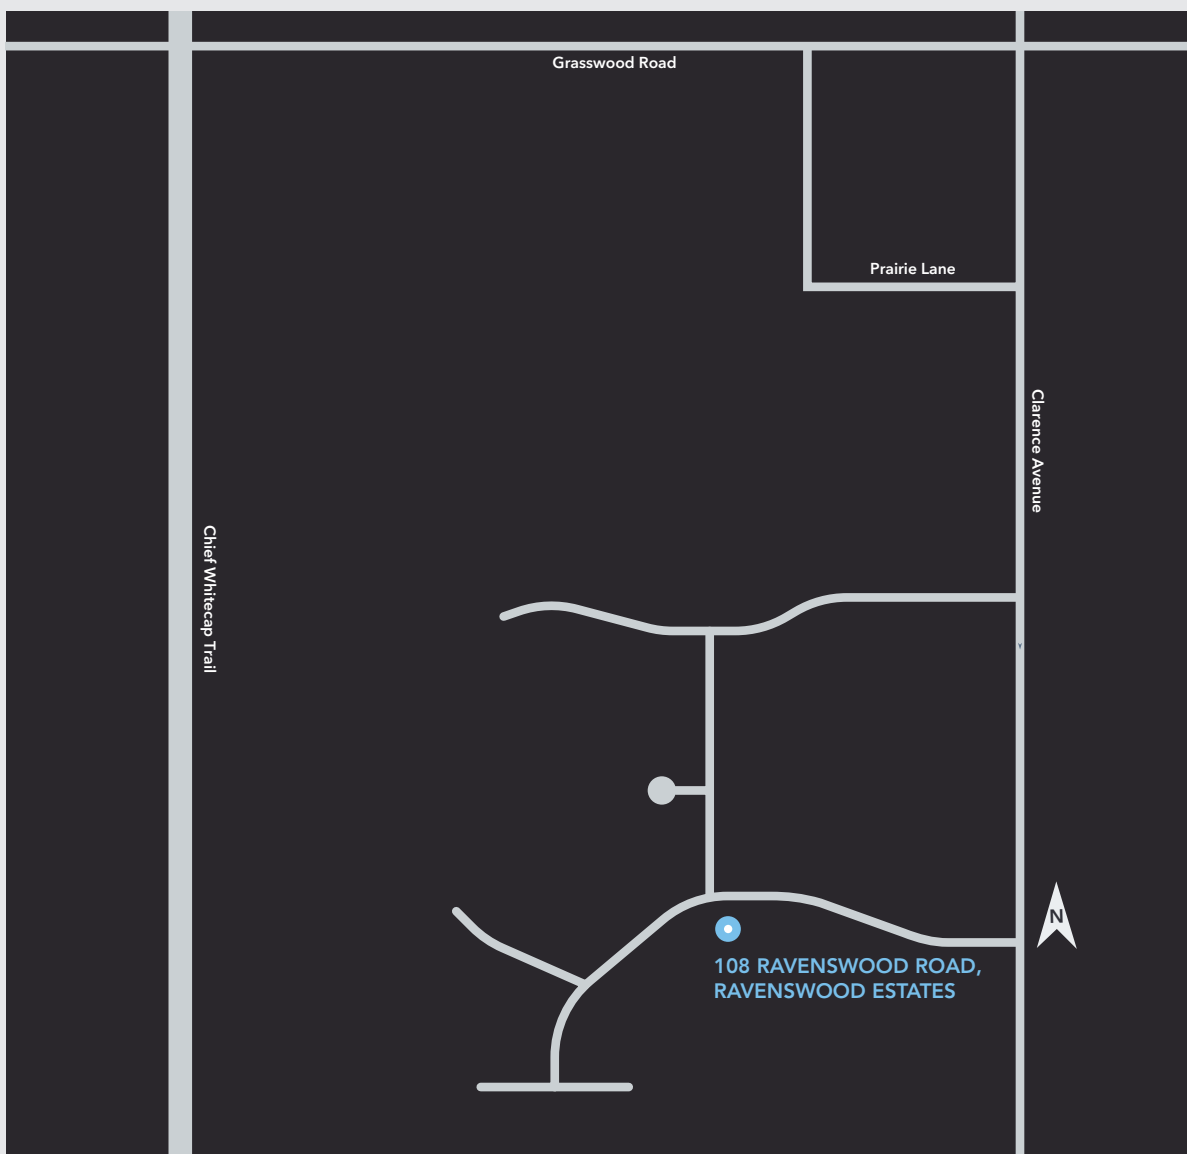 Grasswood Road
Prairie Lane
Clarence Avenue
Chief Whitecap Trail
Y
N
108 RAVENSWOOD ROAD,
RAVENSWOOD ESTATES